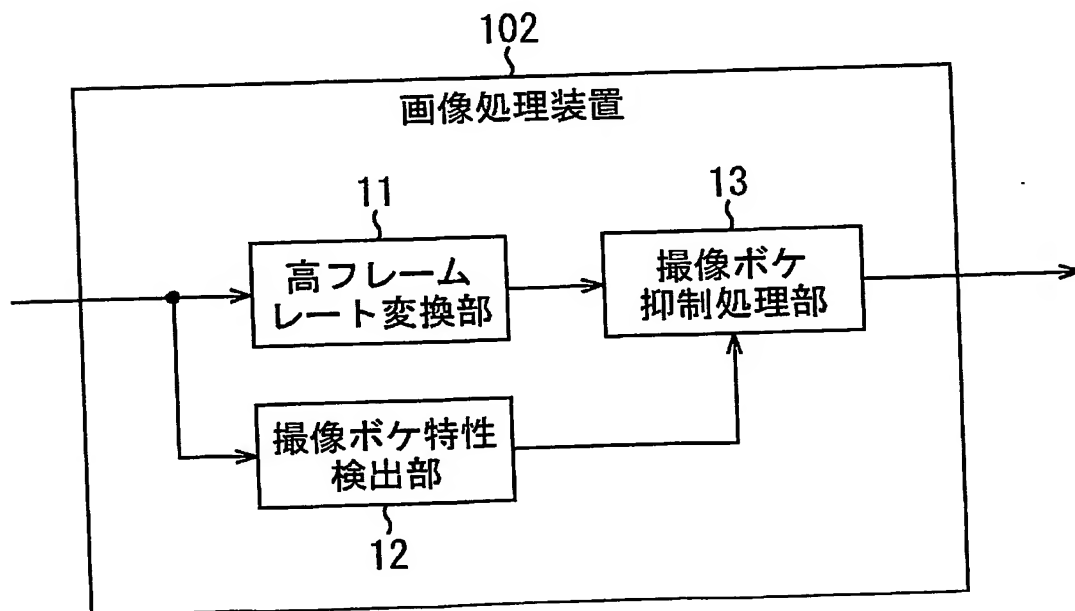 102
画像処理装置
11
高フレーム
レート変換部
13
撮像ボケ
抑制処理部
撮像ボケ特性
検出部
12